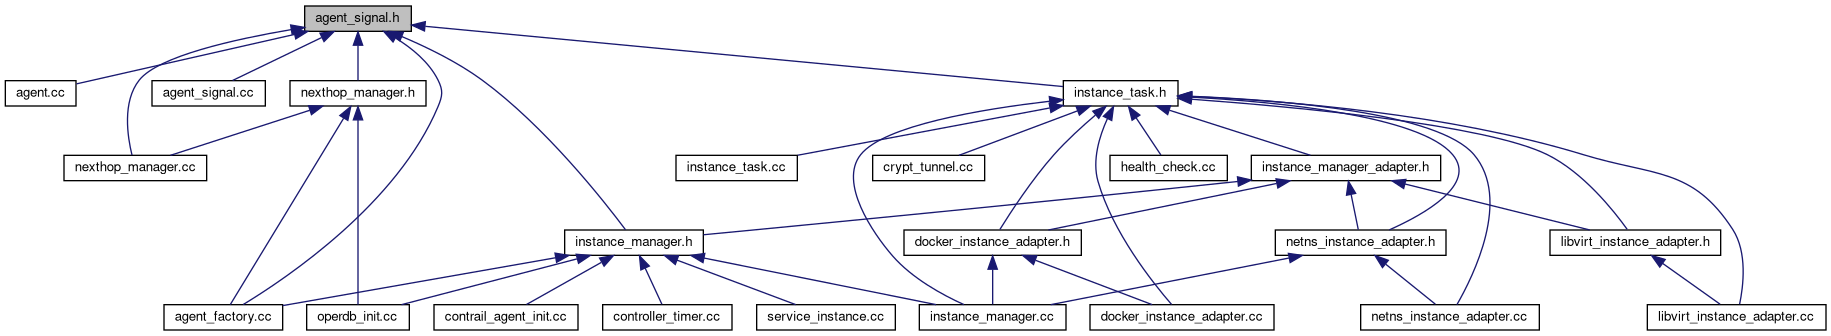 agent_signal.h
agent.cc
agent_signal.cc
nexthop_manager.h
instance_task.h
nexthop_manager.cc
instance_task.cc
crypt_tunnel.cc
health_check.cc
instance_manager_adapter.h
instance_manager.h
docker_instance_adapter.h
netns_instance_adapter.h
libvirt_instance_adapter.h
agent_factory.cc
operdb_init.cc
contrail_agent_init.cc
controller_timer.cc
service_instance.cc
instance_manager.cc
docker_instance_adapter.cc
netns_instance_adapter.cc
libvirt_instance_adapter.cc